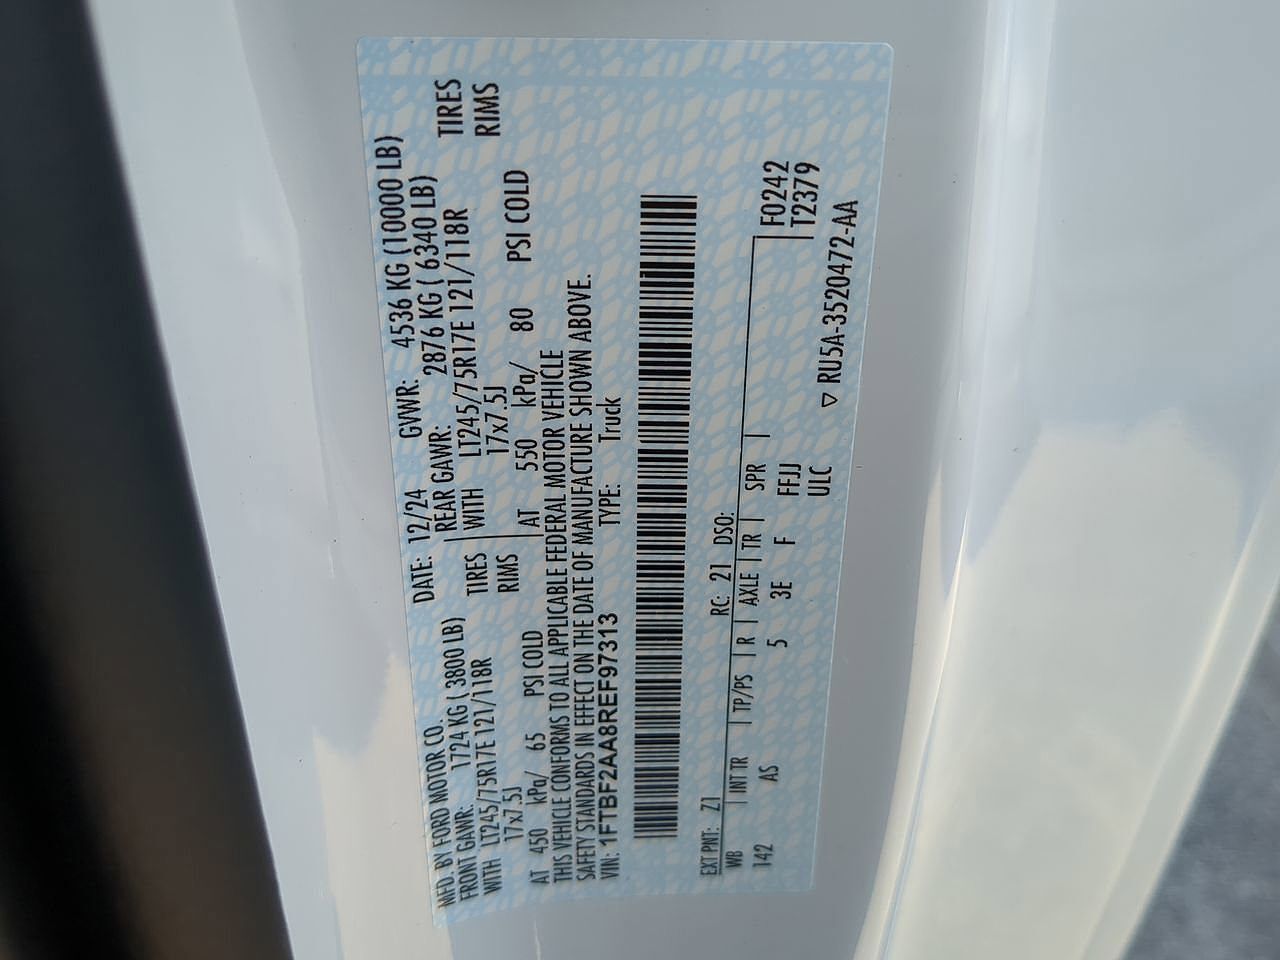 MFD. BY FORD MOTOR CO. DATE: 12/24 GVWR: 4536 KG (10000 LB)
FRONT GAWR: 1724 KG ( 3800 LB) REAR GAWR: 2876 KG ( 6340 LB)
WITH LT245/75R17E 121/118R TIRES WITH LT245/75R17E 121/118R TIRES
17x7.5J RIMS 17x7.5J RIMS
AT 450 kPa/ 65 PSI COLD AT 550 kPa/ 80 PSI COLD
THIS VEHICLE CONFORMS TO ALL APPLICABLE FEDERAL MOTOR VEHICLE
SAFETY STANDARDS IN EFFECT ON THE DATE OF MANUFACTURE SHOWN ABOVE.
VIN: 1FTBF2AA8REF97313 TYPE: Truck
EXT PNT: Z1 RC: 21 DSO:
WB | INT TR | TP/PS | R | AXLE | TR | SPR | F0242
142 AS 5 3E F FFJJ T2379
ULC
▽ RU5A-3520472-AA